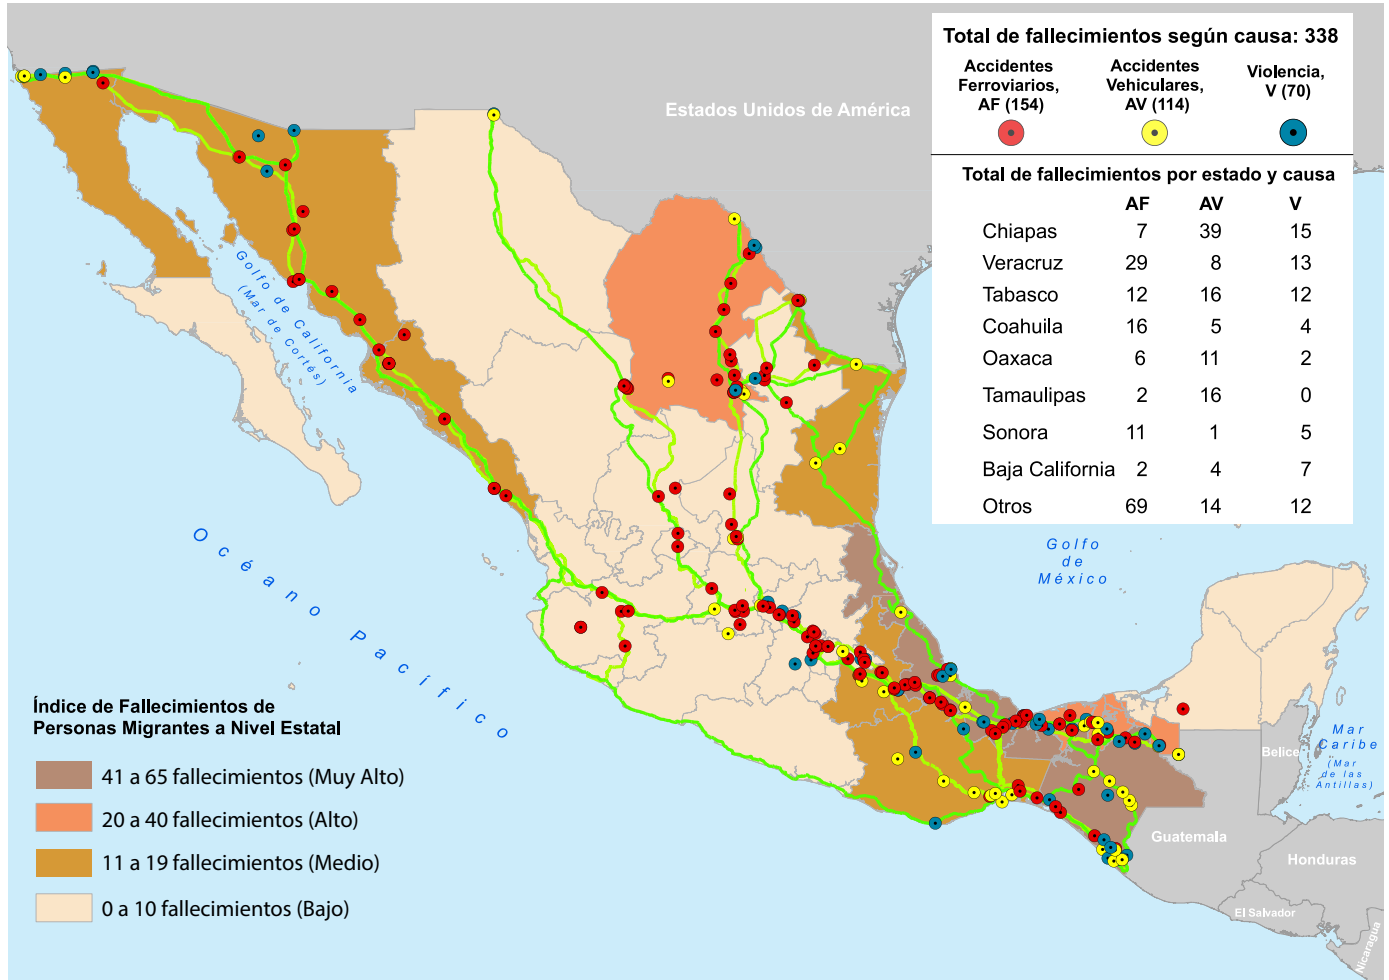 Total de fallecimientos según causa: 338
Accidentes
Ferroviarios,
AF (154)
Accidentes
Vehiculares,
AV (114)
Violencia,
V (70)
Total de fallecimientos por estado y causa
AF AV V
Chiapas 7 39 15
Veracruz 29 8 13
Tabasco 12 16 12
Coahuila 16 5 4
Oaxaca 6 11 2
Tamaulipas 2 16 0
Sonora 11 1 5
Baja California 2 4 7
Otros 69 14 12
Estados Unidos de América
Golfo de California
(Mar de Cortés)
Océano Pacífico
Golfo
de
México
Mar
Caribe
(Mar
de las
Antillas)
Belice
Guatemala
Honduras
El Salvador
Nicaragua
Índice de Fallecimientos de
Personas Migrantes a Nivel Estatal
41 a 65 fallecimientos (Muy Alto)
20 a 40 fallecimientos (Alto)
11 a 19 fallecimientos (Medio)
0 a 10 fallecimientos (Bajo)